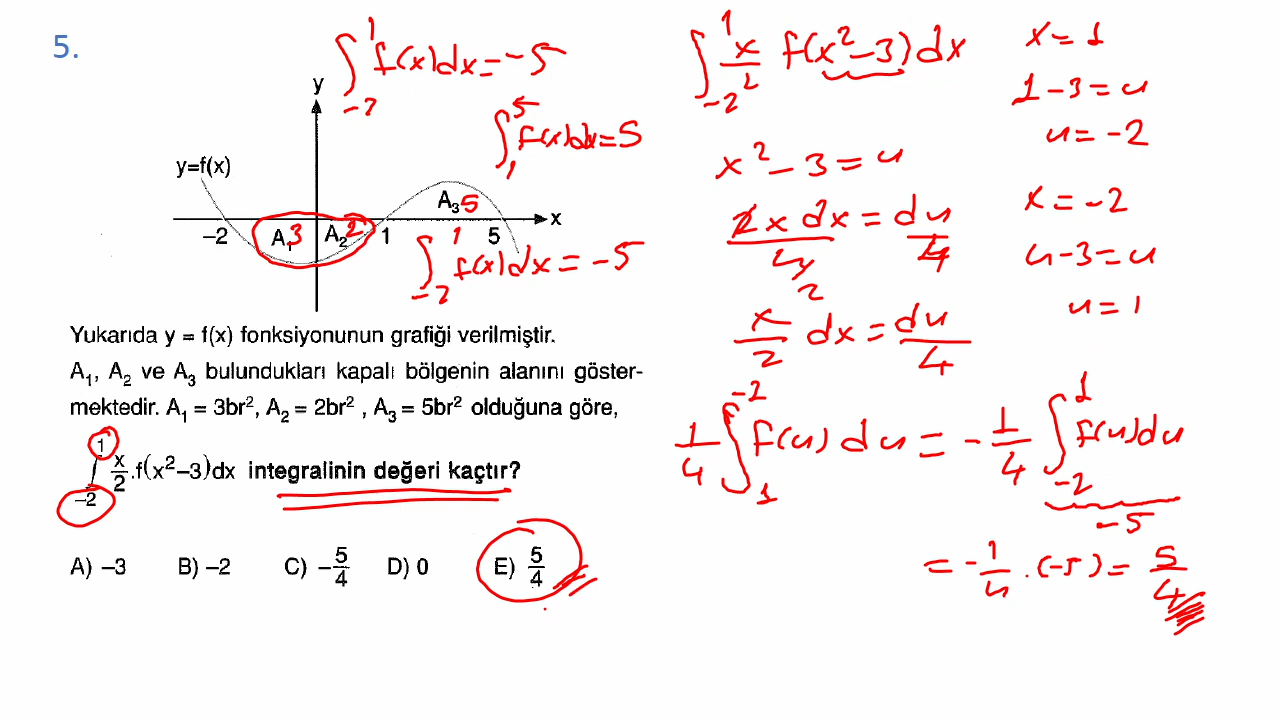 5.
∫₋₂¹ f(x)dx = -5
y
∫₁⁵ f(x)dx = 5
y=f(x)
A₃ 5
x
-2
A₁ 3
A₂ 2
1
5
∫₋₂¹ f(x)dx = -5
Yukarıda y = f(x) fonksiyonunun grafiği verilmiştir.
A₁, A₂ ve A₃ bulundukları kapalı bölgenin alanını göster-
mektedir. A₁ = 3br², A₂ = 2br² , A₃ = 5br² olduğuna göre,
∫₋₂¹ x/2 .f(x²-3)dx integralinin değeri kaçtır?
A) -3 B) -2 C) -5/4 D) 0 E) 5/4
∫₋₂¹ x/2 f(x²-3)dx
x²-3 = u
2x dx/4 = du/4
2
x/2 dx = du/4
x = 1
1-3 = u
u = -2
x = -2
4-3 = u
u = 1
1/4 ∫₁⁻² f(u) du = -1/4 ∫₋₂¹ f(u)du
-5
= -1/4 . (-5) = 5/4